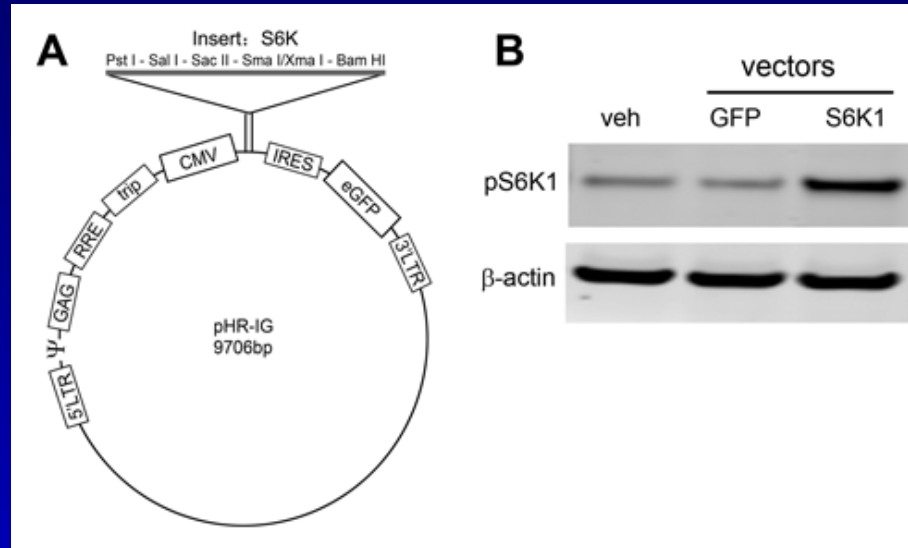 A
Insert: S6K
Pst I - Sal I - Sac II - Sma I/Xma I - Bam HI
CMV
IRES
trip
eGFP
RRE
3'LTR
GAG
Ψ
5'LTR
pHR-IG
9706bp
B
vectors
veh GFP S6K1
pS6K1
β-actin